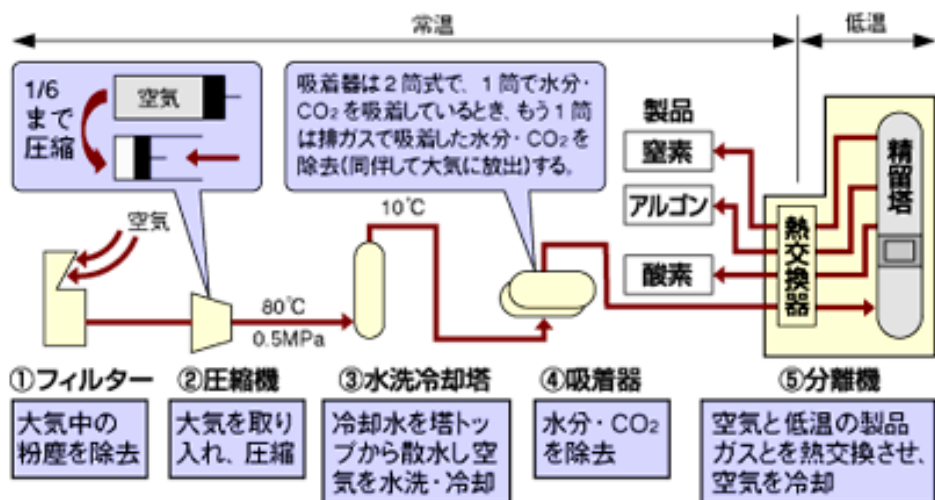 常温
低温
1/6
まで
圧縮
空気
吸着器は2筒式で、1筒で水分・
CO₂を吸着しているとき、もう1筒
は排ガスで吸着した水分・CO₂を
除去(同伴して大気に放出)する。
製品
窒素
アルゴン
酸素
熱交換器
精留塔
空気
80℃
0.5MPa
10℃
①フィルター
大気中の
粉塵を除去
②圧縮機
大気を取り
入れ、圧縮
③水洗冷却塔
冷却水を塔トッ
プから散水し空
気を水洗・冷却
④吸着器
水分・CO₂
を除去
⑤分離機
空気と低温の製品
ガスとを熱交換させ、
空気を冷却